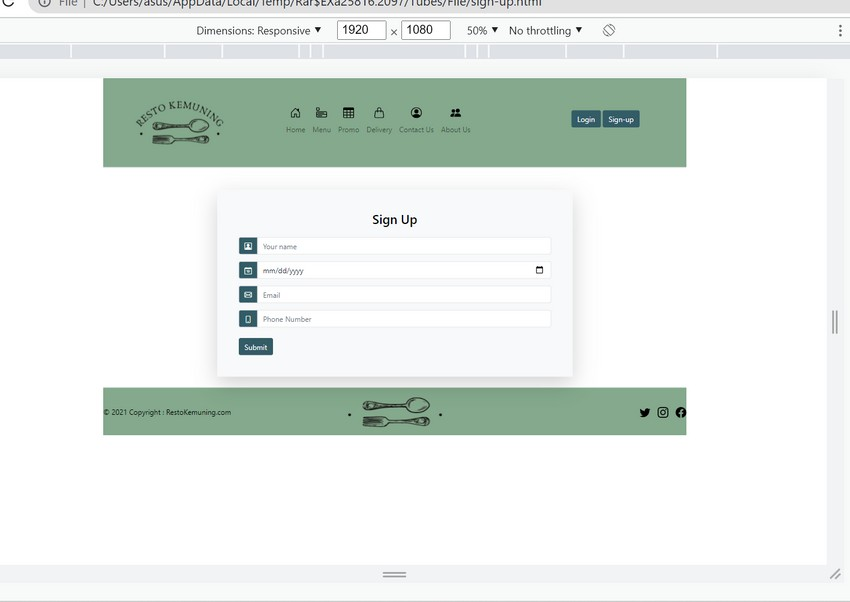 File | C:/Users/asus/AppData/Local/Temp/Rar$EXa25816.2097/Tubes/File/sign-up.html
Dimensions: Responsive ▼ 1920 × 1080 50% ▼ No throttling ▼
RESTO KEMUNING
Home Menu Promo Delivery Contact Us About Us
Login Sign-up
Sign Up
Your name
mm/dd/yyyy
Email
Phone Number
Submit
© 2021 Copyright : RestoKemuning.com